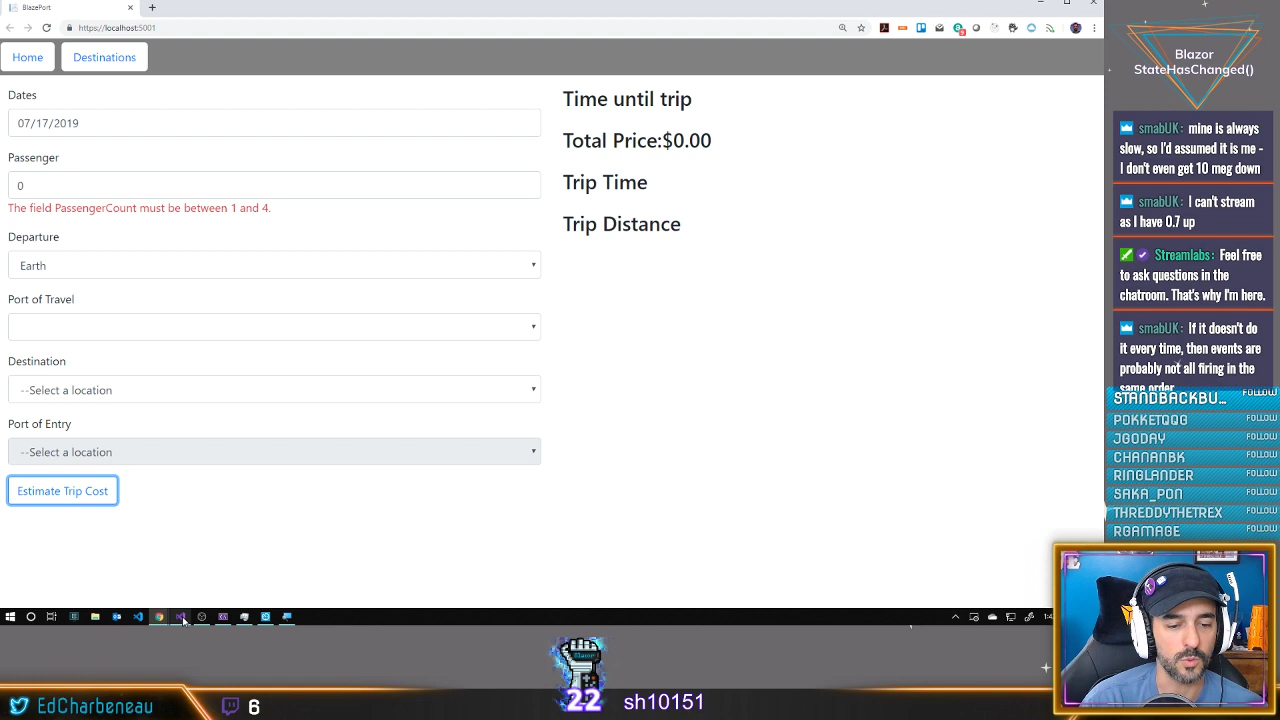 BlazePort
https://localhost:5001
Home
Destinations
Dates
07/17/2019
Passenger
0
The field PassengerCount must be between 1 and 4.
Departure
Earth
Port of Travel
Destination
--Select a location
Port of Entry
--Select a location
Estimate Trip Cost
Time until trip
Total Price:$0.00
Trip Time
Trip Distance
Blazor
StateHasChanged()
smabUK: mine is always
slow, so I'd assumed it is me -
I don't even get 10 meg down
smabUK: I can't stream
as I have 0.7 up
Streamlabs: Feel free
to ask questions in the
chatroom. That's why I'm here.
smabUK: If it doesn't do
it every time, then events are
probably not all firing in the
same order
STANDBACKBU... FOLLOW
POKKETQQG FOLLOW
JGODAY FOLLOW
CHANANBK FOLLOW
RINGLANDER FOLLOW
SAKA_PON FOLLOW
THREDDYTHETREX FOLLOW
RGAMAGE FOLLOW
Blazor
22
sh10151
EdCharbeneau
6